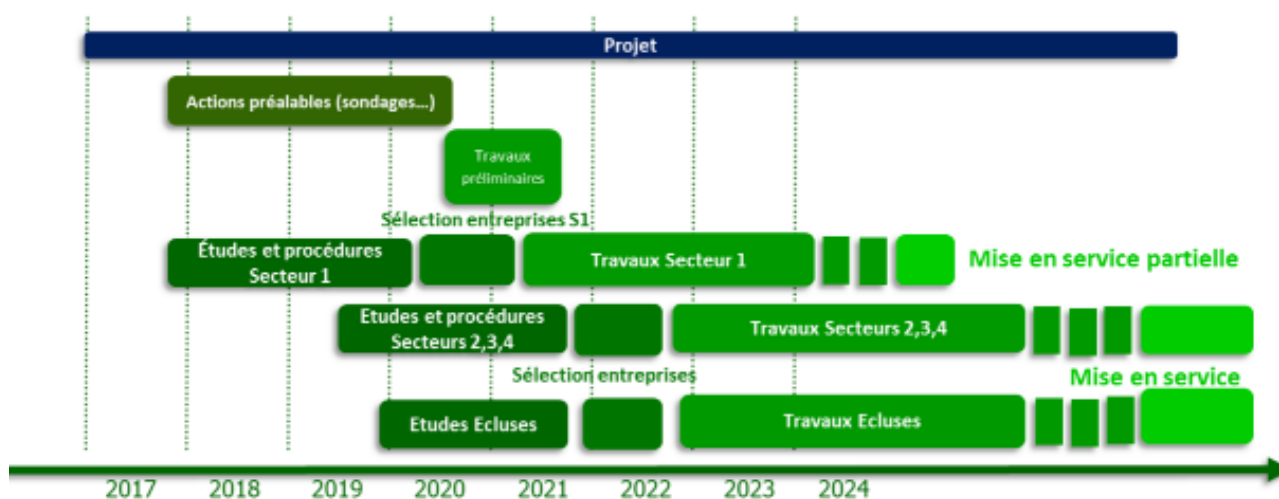 Projet
Actions préalables (sondages...)
Travaux
préliminaires
Sélection entreprises S1
Études et procédures
Secteur 1
Travaux Secteur 1
Mise en service partielle
Etudes et procédures
Secteurs 2,3,4
Travaux Secteurs 2,3,4
Sélection entreprises
Mise en service
Etudes Ecluses
Travaux Ecluses
2017 2018 2019 2020 2021 2022 2023 2024